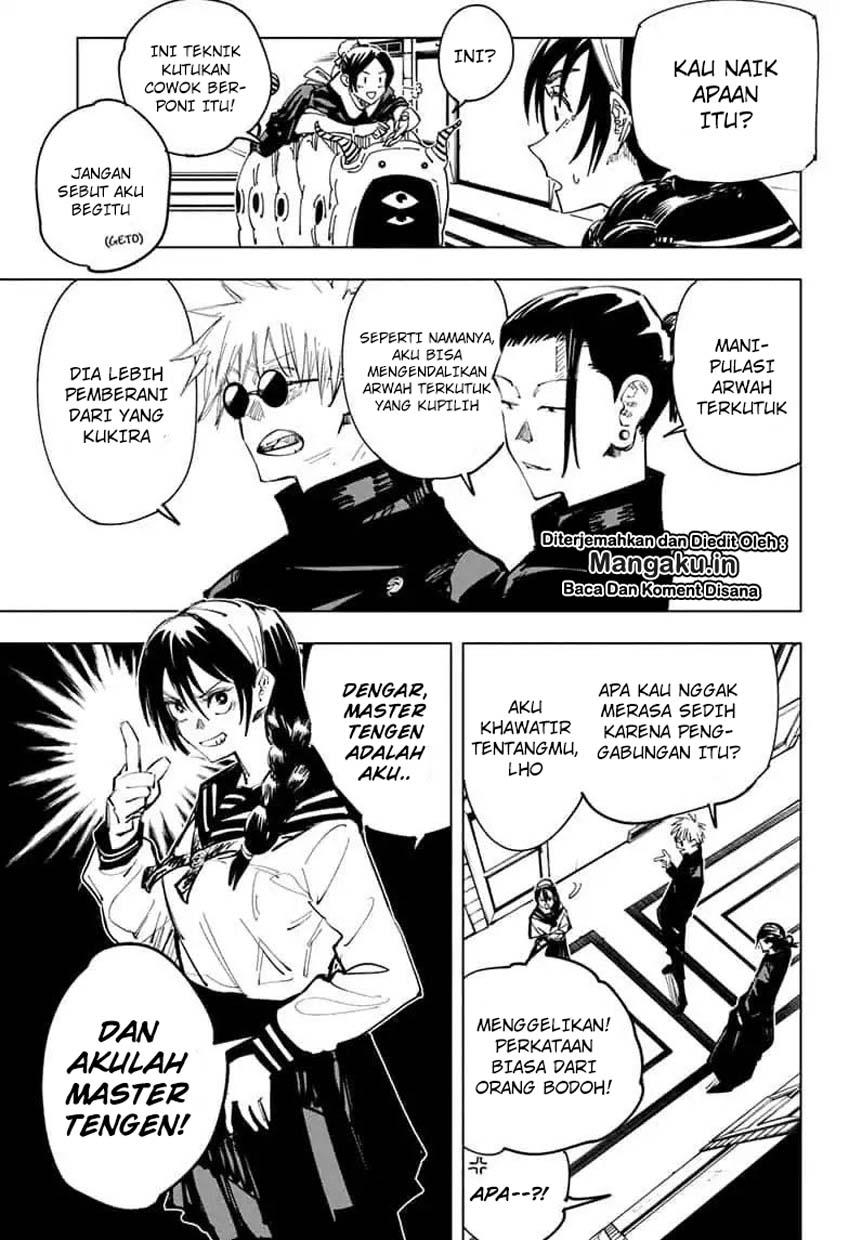 KAU NAIK
APAAN
ITU?
INI?
INI TEKNIK
KUTUKAN
COWOK BER-
PONI ITU!
JANGAN
SEBUT AKU
BEGITU
(GETO)
MANI-
PULASI
ARWAH
TERKUTUK
SEPERTI NAMANYA,
AKU BISA
MENGENDALIKAN
ARWAH TERKUTUK
YANG KUPILIH
DIA LEBIH
PEMBERANI
DARI YANG
KUKIRA
Diterjemahkan dan Diedit Oleh :
Mangaku.in
Baca Dan Koment Disana
APA KAU NGGAK
MERASA SEDIH
KARENA PENG-
GABUNGAN ITU?
AKU
KHAWATIR
TENTANGMU,
LHO
MENGGELIKAN!
PERKATAAN
BIASA DARI
ORANG BODOH!
APA--?!
DENGAR,
MASTER
TENGEN
ADALAH
AKU..
DAN
AKULAH
MASTER
TENGEN!